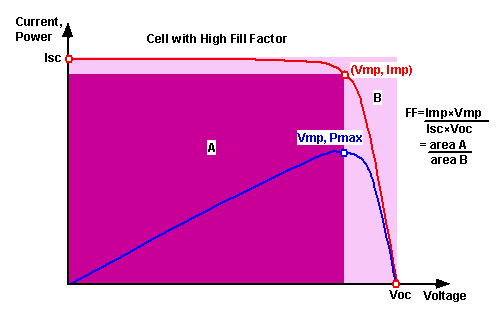 Current,
Power
Cell with High Fill Factor
Isc
(Vmp, Imp)
B
FF=Imp×Vmp
Isc×Voc
= area A
area B
Vmp, Pmax
A
Voc
Voltage